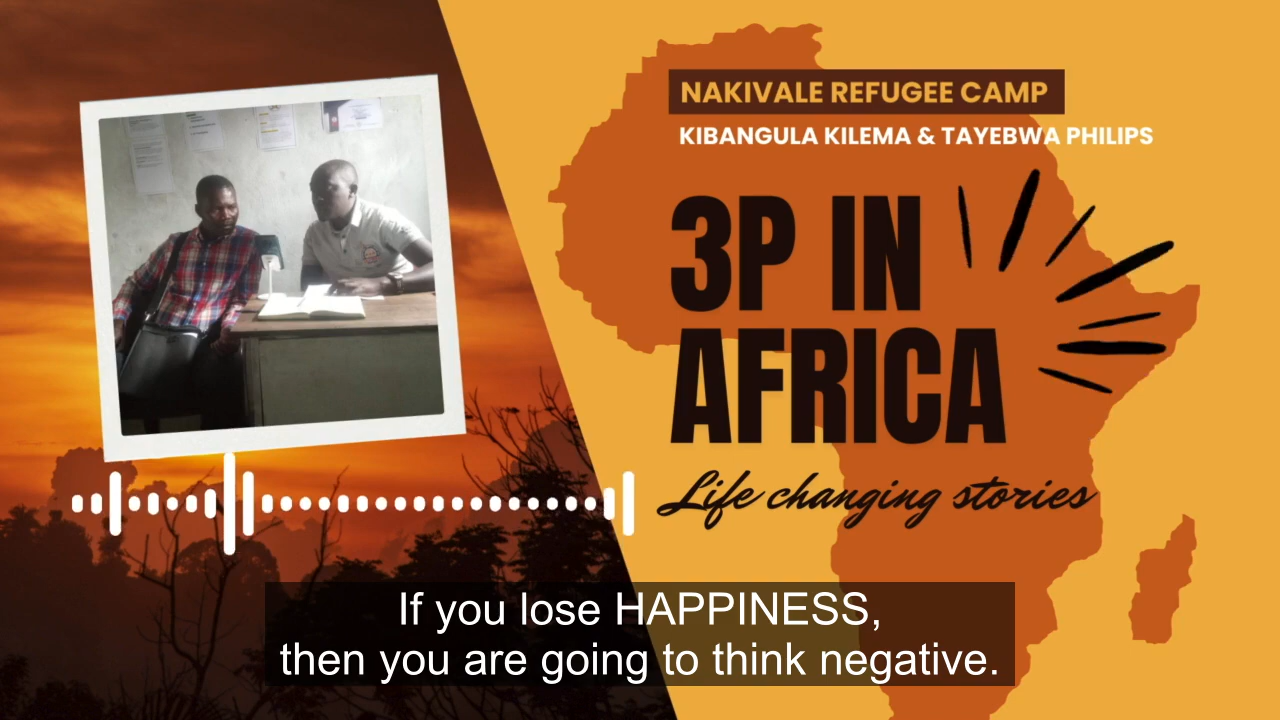 NAKIVALE REFUGEE CAMP
KIBANGULA KILEMA & TAYEBWA PHILIPS
3P IN
AFRICA
Life changing stories
If you lose HAPPINESS,
then you are going to think negative.